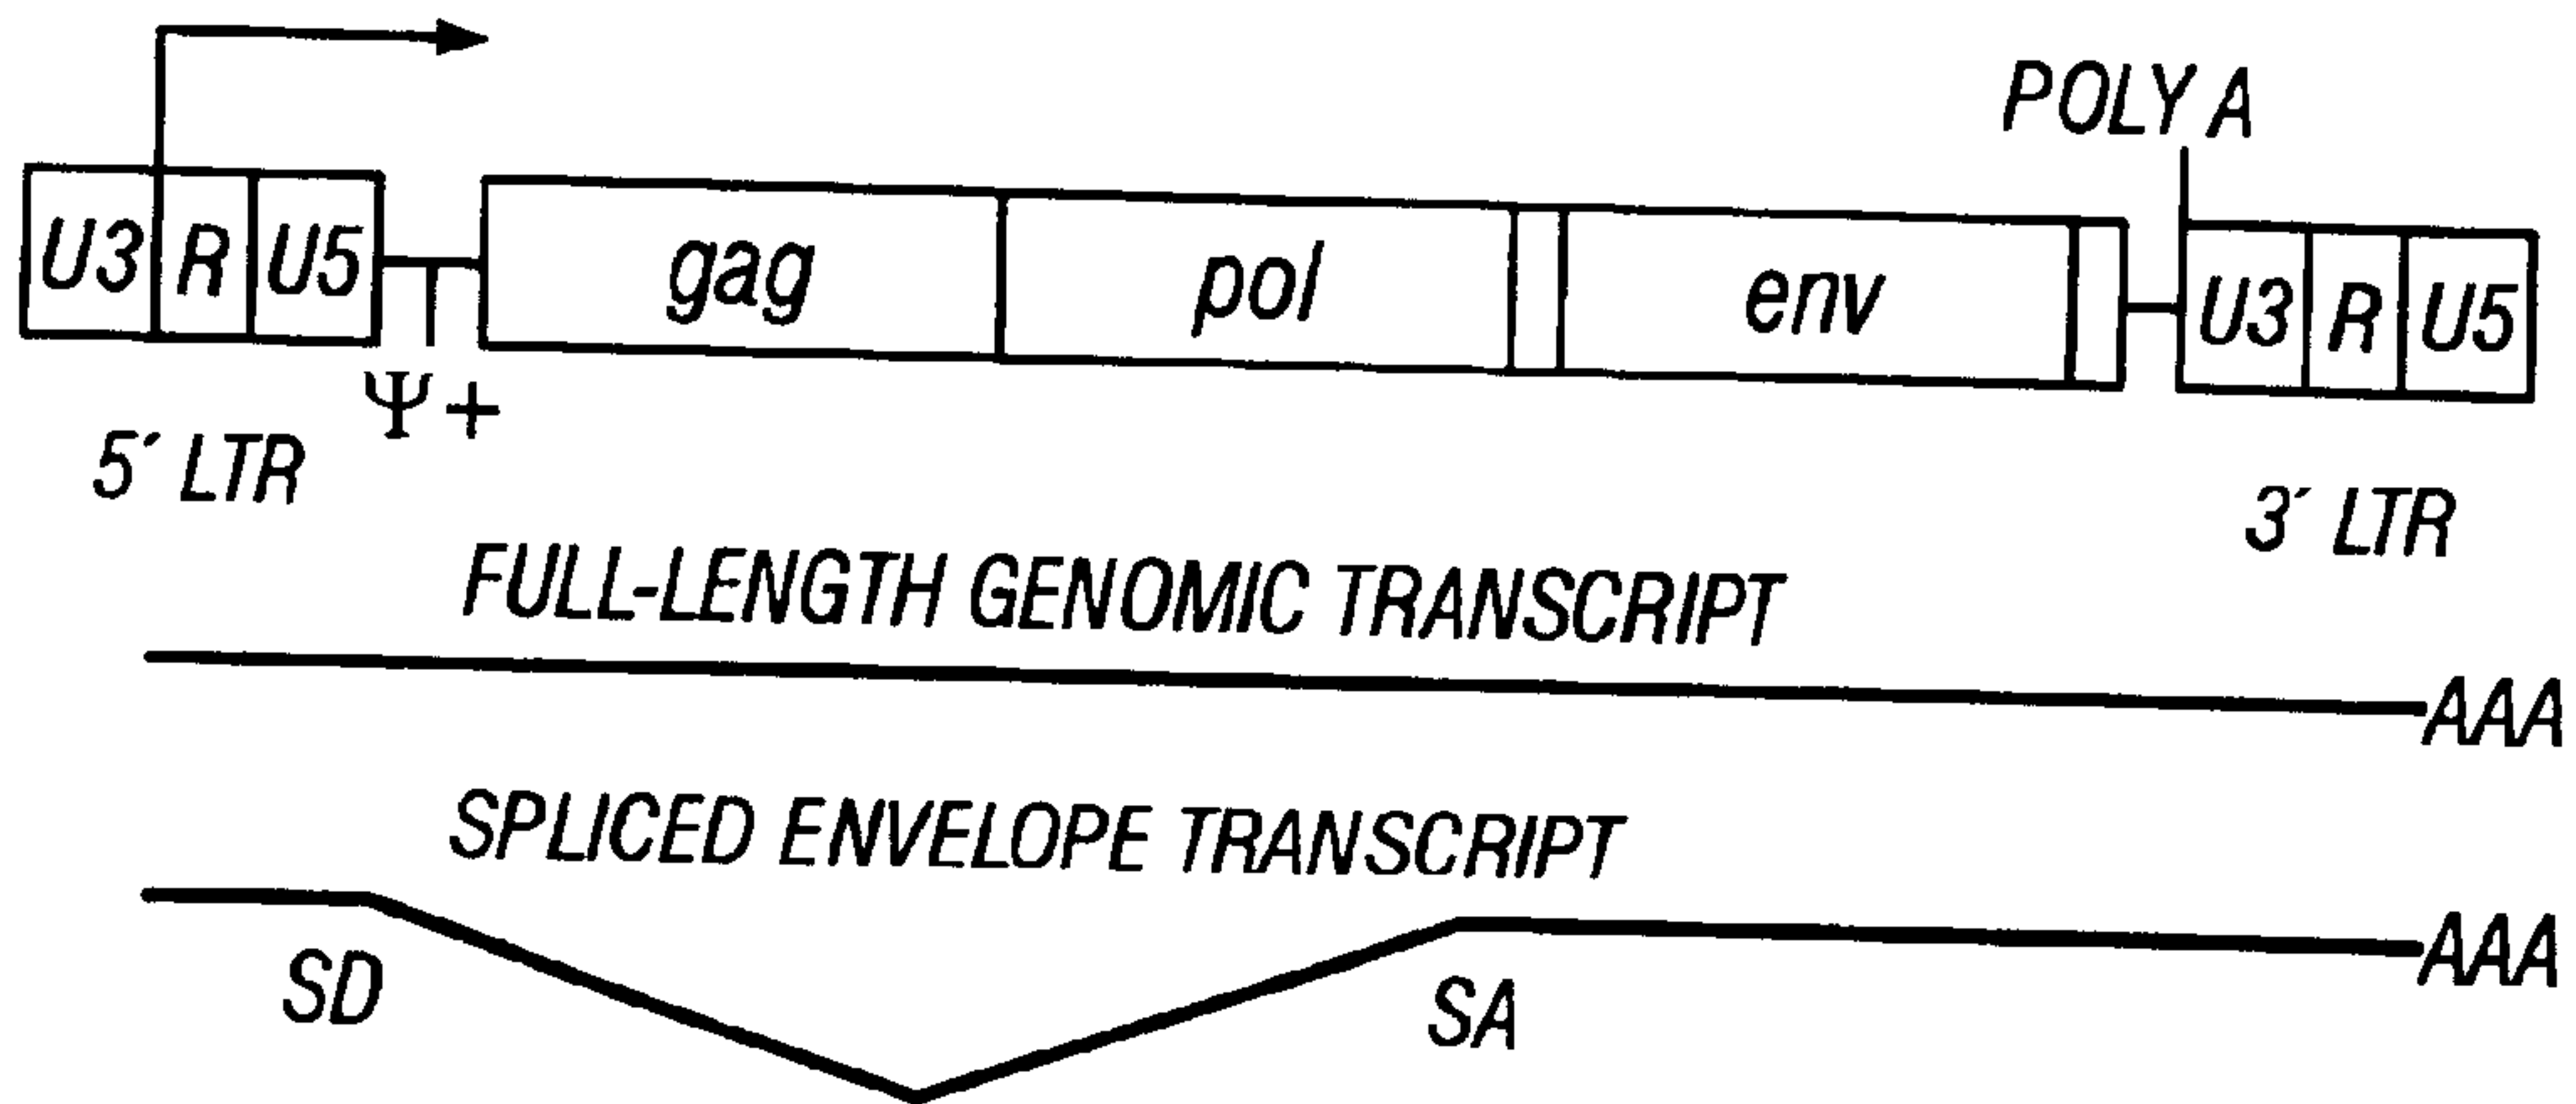 POLY A
U3 R U5 gag pol env U3 R U5
Ψ+
5´ LTR
3´ LTR
FULL-LENGTH GENOMIC TRANSCRIPT
AAA
SPLICED ENVELOPE TRANSCRIPT
AAA
SD
SA